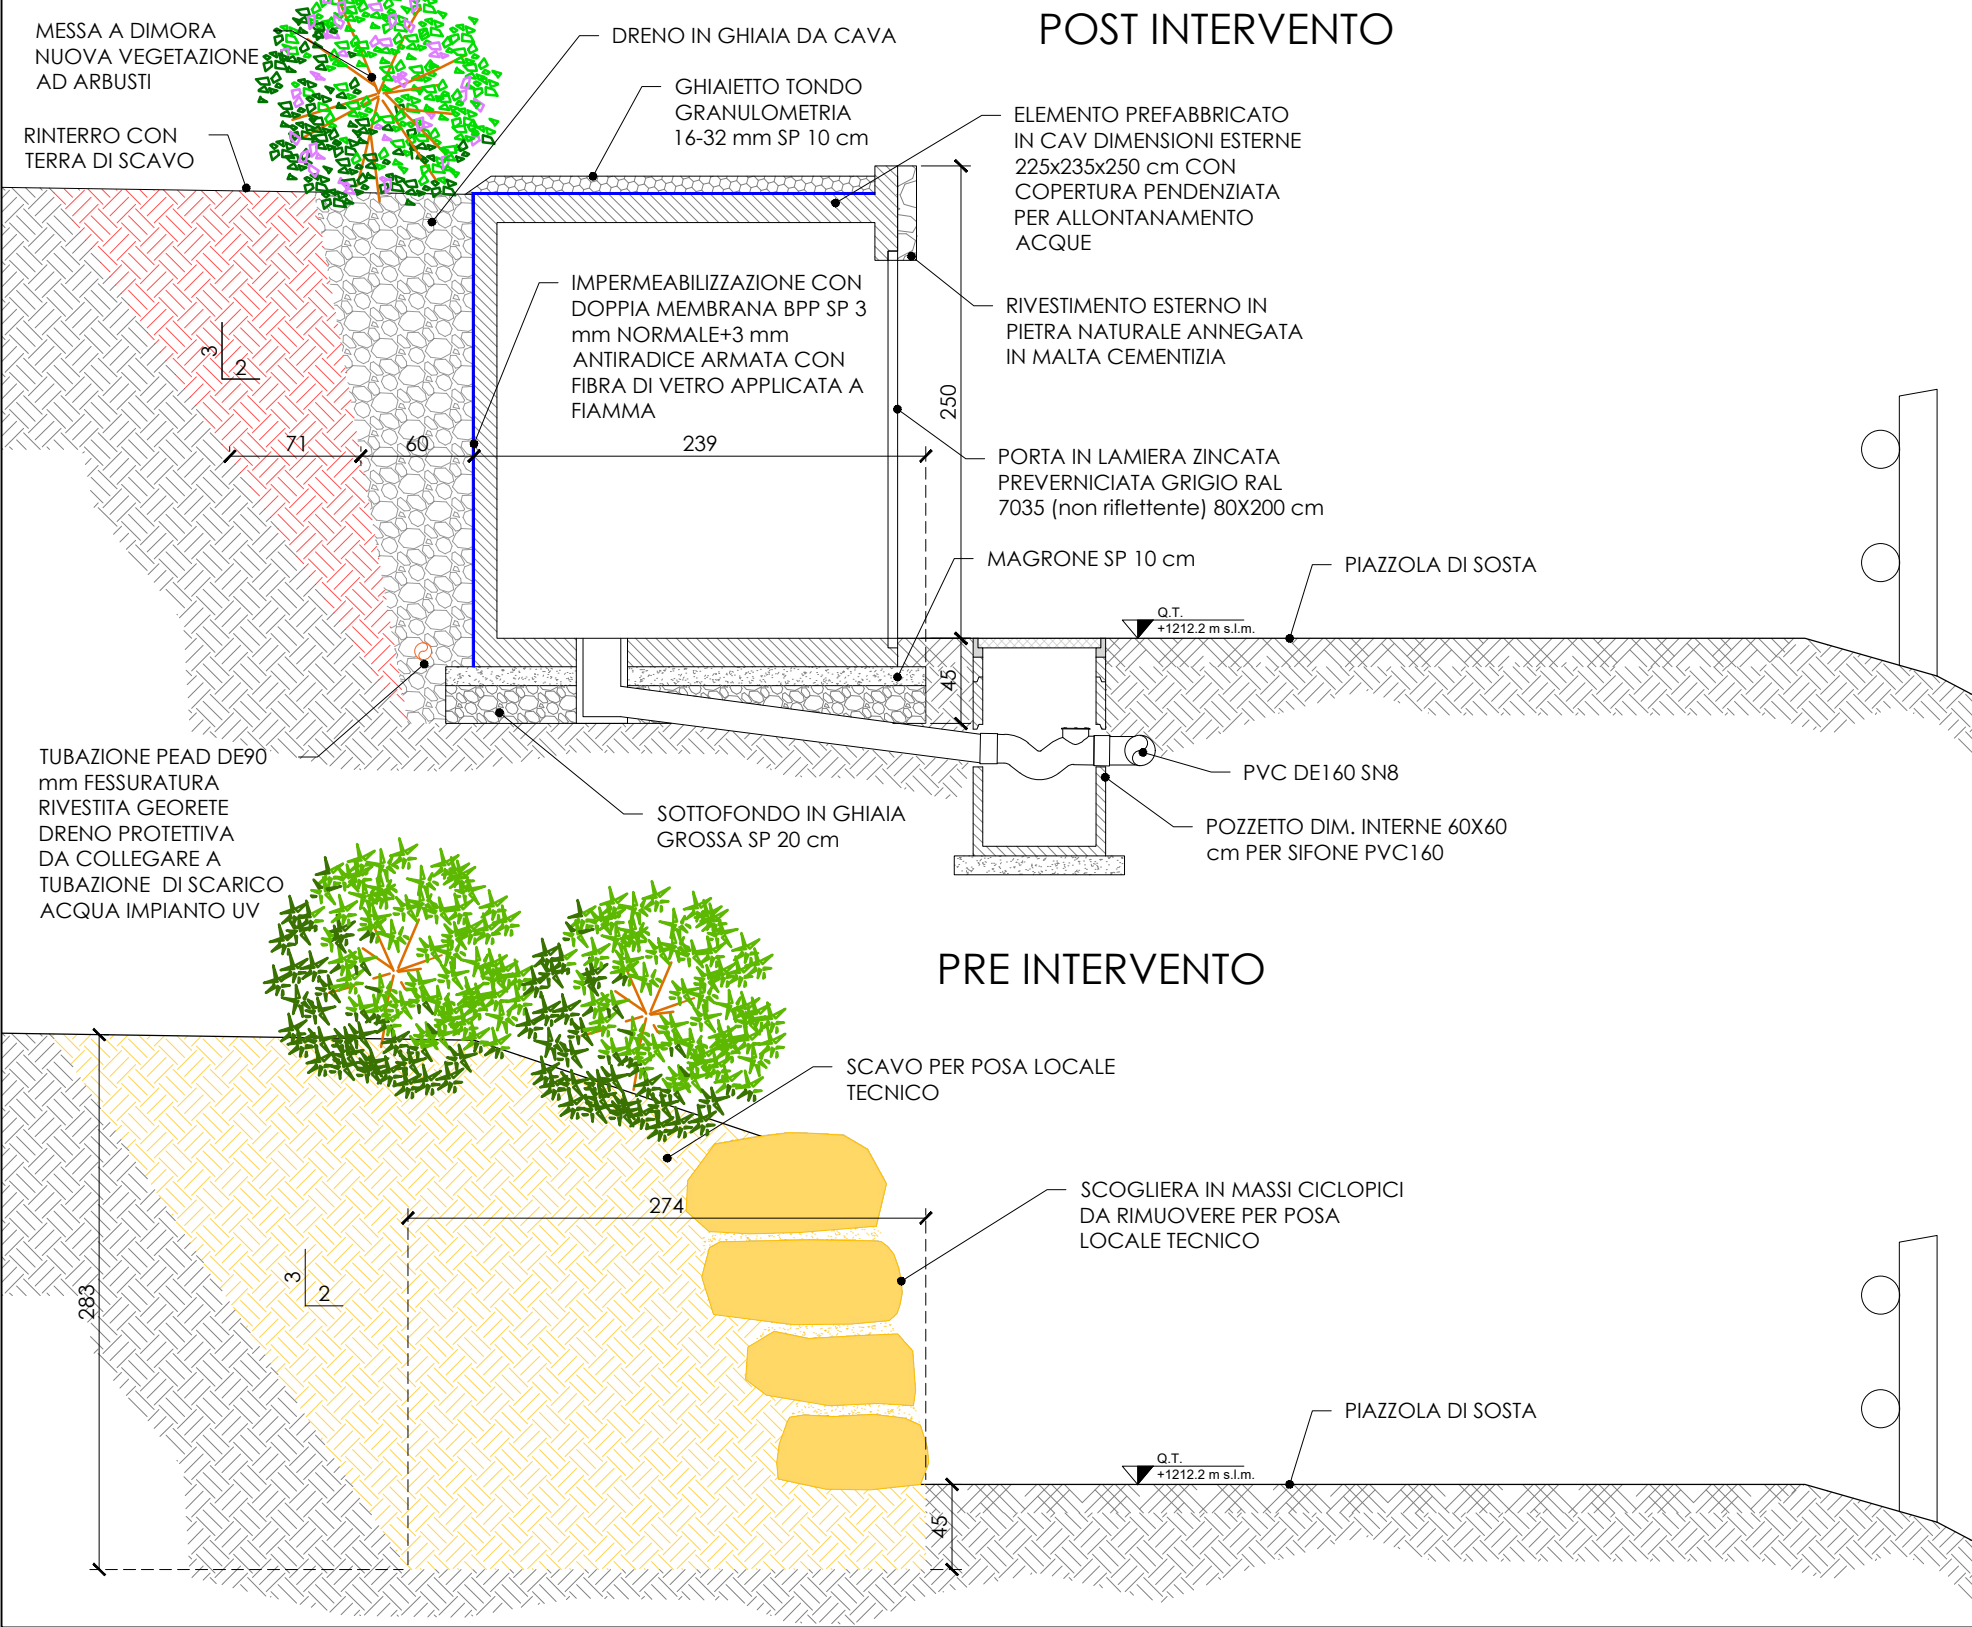 POST INTERVENTO
MESSA A DIMORA
NUOVA VEGETAZIONE
AD ARBUSTI
RINTERRO CON
TERRA DI SCAVO
DRENO IN GHIAIA DA CAVA
GHIAIETTO TONDO
GRANULOMETRIA
16-32 mm SP 10 cm
ELEMENTO PREFABBRICATO
IN CAV DIMENSIONI ESTERNE
225x235x250 cm CON
COPERTURA PENDENZIATA
PER ALLONTANAMENTO
ACQUE
IMPERMEABILIZZAZIONE CON
DOPPIA MEMBRANA BPP SP 3
mm NORMALE+3 mm
ANTIRADICE ARMATA CON
FIBRA DI VETRO APPLICATA A
FIAMMA
RIVESTIMENTO ESTERNO IN
PIETRA NATURALE ANNEGATA
IN MALTA CEMENTIZIA
3
2
250
71
60
239
PORTA IN LAMIERA ZINCATA
PREVERNICIATA GRIGIO RAL
7035 (non riflettente) 80X200 cm
MAGRONE SP 10 cm
PIAZZOLA DI SOSTA
Q.T.
+1212.2 m s.l.m.
45
TUBAZIONE PEAD DE90
mm FESSURATURA
RIVESTITA GEORETE
DRENO PROTETTIVA
DA COLLEGARE A
TUBAZIONE DI SCARICO
ACQUA IMPIANTO UV
SOTTOFONDO IN GHIAIA
GROSSA SP 20 cm
PVC DE160 SN8
POZZETTO DIM. INTERNE 60X60
cm PER SIFONE PVC160
PRE INTERVENTO
SCAVO PER POSA LOCALE
TECNICO
SCOGLIERA IN MASSI CICLOPICI
DA RIMUOVERE PER POSA
LOCALE TECNICO
274
3
2
283
PIAZZOLA DI SOSTA
Q.T.
+1212.2 m s.l.m.
45